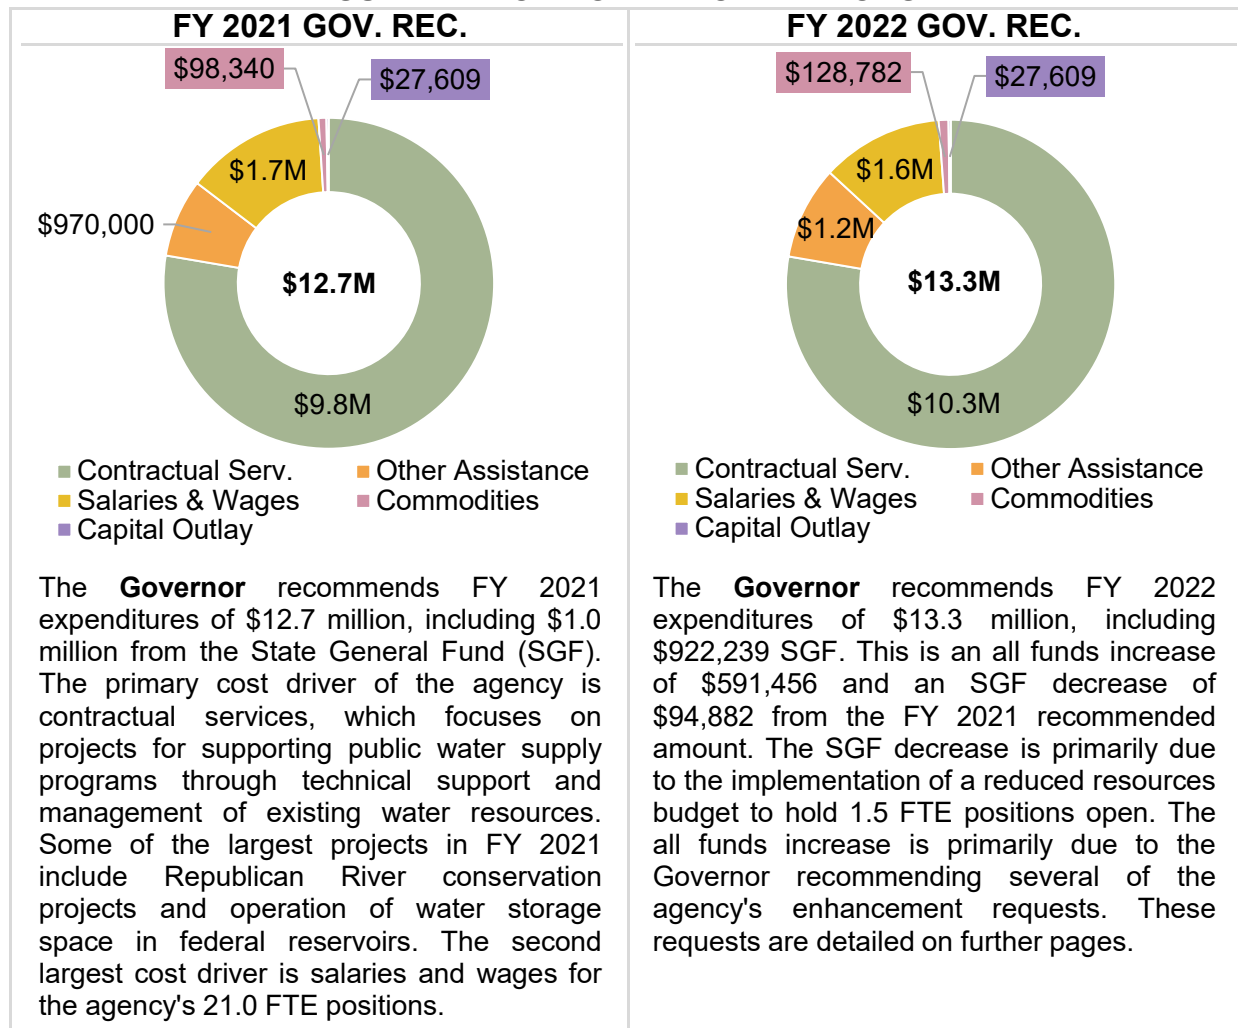 FY 2021 GOV. REC.
$98,340
$27,609
$1.7M
$970,000
$12.7M
$9.8M
Contractual Serv.
Other Assistance
Salaries & Wages
Commodities
Capital Outlay
The Governor recommends FY 2021
expenditures of $12.7 million, including $1.0
million from the State General Fund (SGF).
The primary cost driver of the agency is
contractual services, which focuses on
projects for supporting public water supply
programs through technical support and
management of existing water resources.
Some of the largest projects in FY 2021
include Republican River conservation
projects and operation of water storage
space in federal reservoirs. The second
largest cost driver is salaries and wages for
the agency's 21.0 FTE positions.
FY 2022 GOV. REC.
$128,782
$27,609
$1.6M
$1.2M
$13.3M
$10.3M
Contractual Serv.
Other Assistance
Salaries & Wages
Commodities
Capital Outlay
The Governor recommends FY 2022
expenditures of $13.3 million, including
$922,239 SGF. This is an all funds increase
of $591,456 and an SGF decrease of
$94,882 from the FY 2021 recommended
amount. The SGF decrease is primarily due
to the implementation of a reduced resources
budget to hold 1.5 FTE positions open. The
all funds increase is primarily due to the
Governor recommending several of the
agency's enhancement requests. These
requests are detailed on further pages.